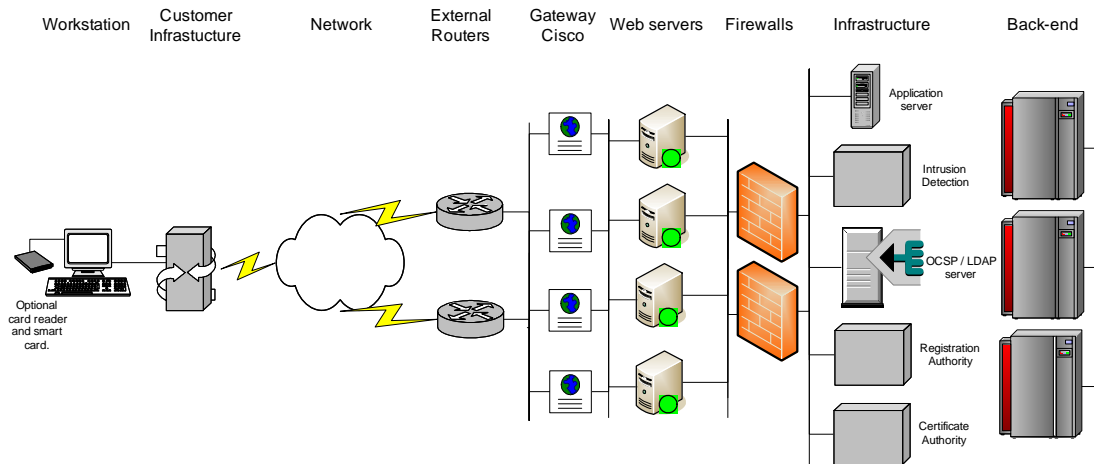 Workstation
Customer
Infrastucture
Network
External
Routers
Gateway
Cisco
Web servers
Firewalls
Infrastructure
Back-end
Application
server
Intrusion
Detection
OCSP / LDAP
server
Optional
card reader
and smart
card.
Registration
Authority
Certificate
Authority